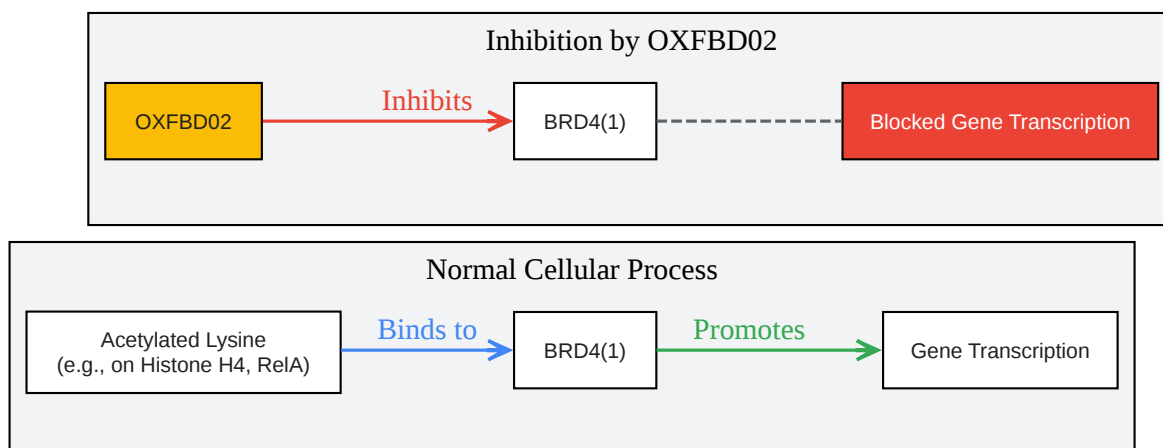 Inhibition by OXFBD02
OXFBD02
Inhibits
BRD4(1)
Blocked Gene Transcription
Normal Cellular Process
Acetylated Lysine
(e.g., on Histone H4, RelA)
Binds to
BRD4(1)
Promotes
Gene Transcription